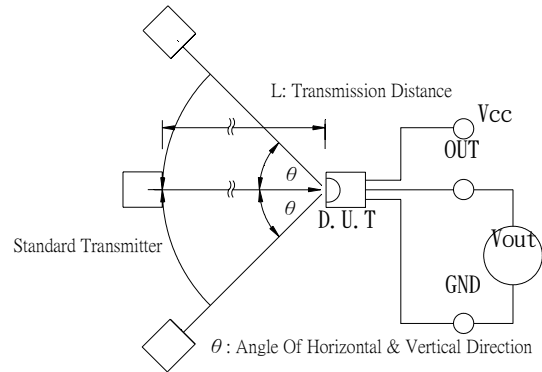 L: Transmission Distance
Vcc
OUT
θ
θ
D.U.T
Standard Transmitter
Vout
GND
θ : Angle Of Horizontal & Vertical Direction